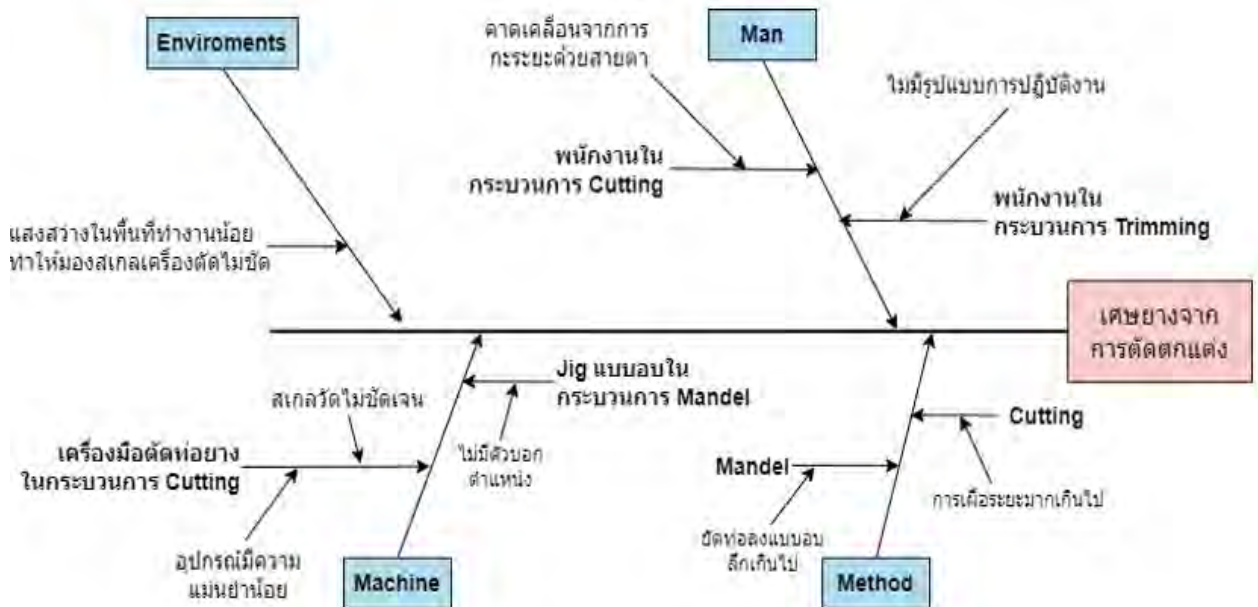 Enviroments
Man
คาดเคลื่อนจากการ
กะระยะด้วยสายตา
ไม่มีรูปแบบการปฏิบัติงาน
พนักงานใน
กระบวนการ Cutting
พนักงานใน
กระบวนการ Trimming
แสงสว่างในพื้นที่ทำงานน้อย
ทำให้มองสเกลเครื่องตัดไม่ชัด
เศษยางจาก
การตัดตกแต่ง
Jig แบบอบใน
กระบวนการ Mandel
สเกลวัดไม่ชัดเจน
Cutting
เครื่องมือตัดท่อยาง
ในกระบวนการ Cutting
ไม่มีตัวบอก
ตำแหน่ง
Mandel
การเผื่อระยะมากเกินไป
อุปกรณ์มีความ
แม่นยำน้อย
ยัดท่อลงแบบอบ
ลึกเกินไป
Machine
Method